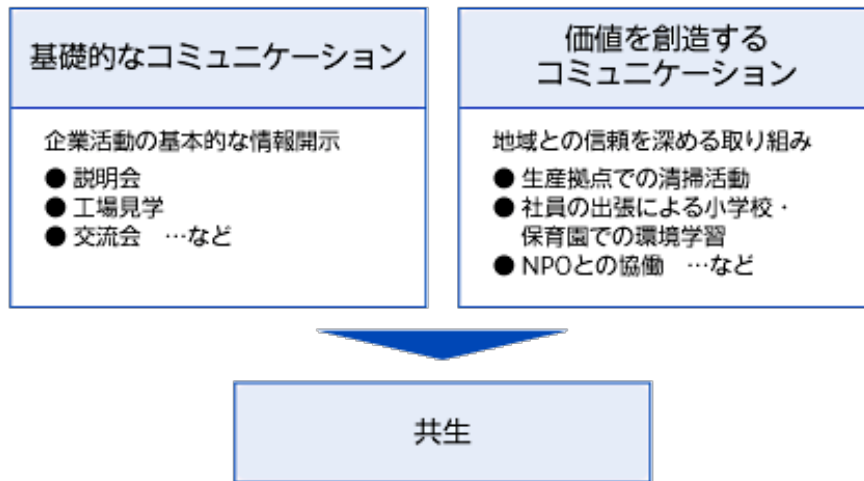 基礎的なコミュニケーション
企業活動の基本的な情報開示
● 説明会
● 工場見学
● 交流会　…など
価値を創造する
コミュニケーション
地域との信頼を深める取り組み
● 生産拠点での清掃活動
● 社員の出張による小学校・
保育園での環境学習
● NPOとの協働　…など
共生